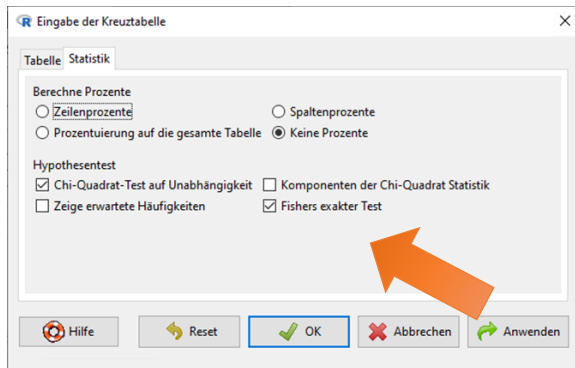 Eingabe der Kreuztabelle
Tabelle Statistik
Berechne Prozente
Zeilenprozente Spaltenprozente
Prozentuierung auf die gesamte Tabelle Keine Prozente
Hypothesentest
Chi-Quadrat-Test auf Unabhängigkeit Komponenten der Chi-Quadrat Statistik
Zeige erwartete Häufigkeiten Fishers exakter Test
Hilfe Reset OK Abbrechen Anwenden